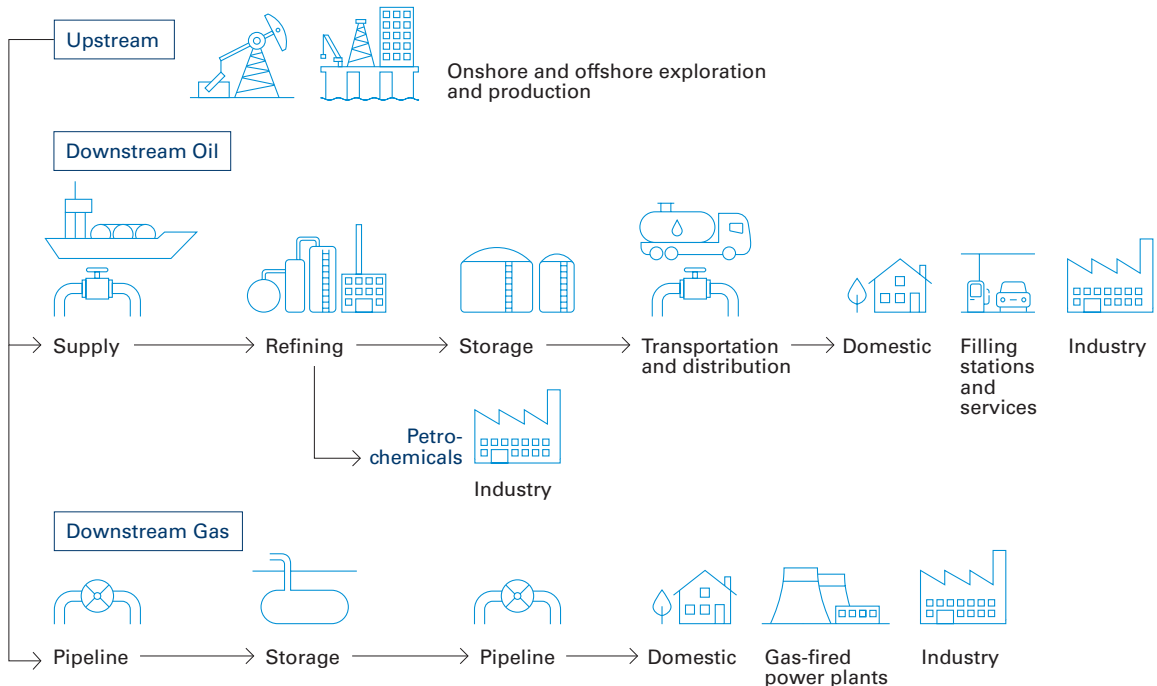 Upstream
Onshore and offshore exploration
and production
Downstream Oil
Supply
Refining
Storage
Transportation
and distribution
Domestic
Filling
stations
and
services
Industry
Petro-
chemicals
Industry
Downstream Gas
Pipeline
Storage
Pipeline
Domestic
Gas-fired
power plants
Industry